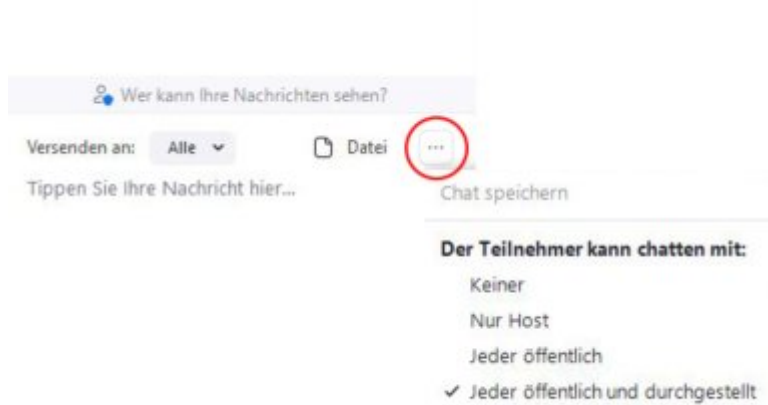 Wer kann Ihre Nachrichten sehen?
Versenden an: Alle Datei ...
Tippen Sie Ihre Nachricht hier...
Chat speichern
Der Teilnehmer kann chatten mit:
Keiner
Nur Host
Jeder öffentlich
✓ Jeder öffentlich und durchgestellt